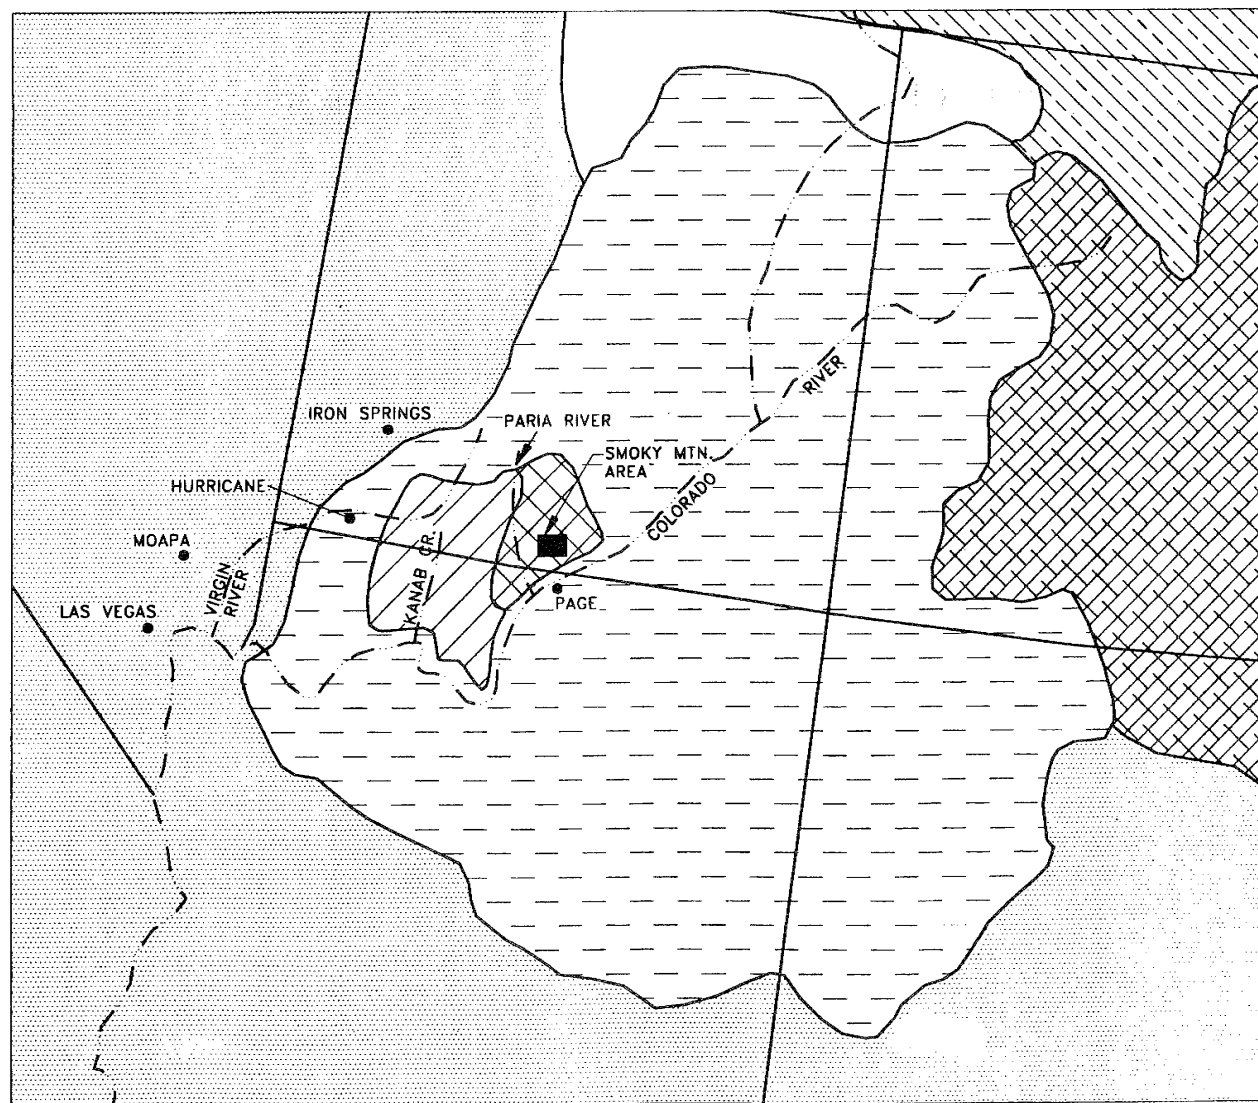 IRON SPRINGS
PARIA RIVER
SMOKY MTN.
AREA
RIVER
COLORADO
HURRICANE
MOAPA
KANAB CR.
VIRGIN
RIVER
LAS VEGAS
PAGE